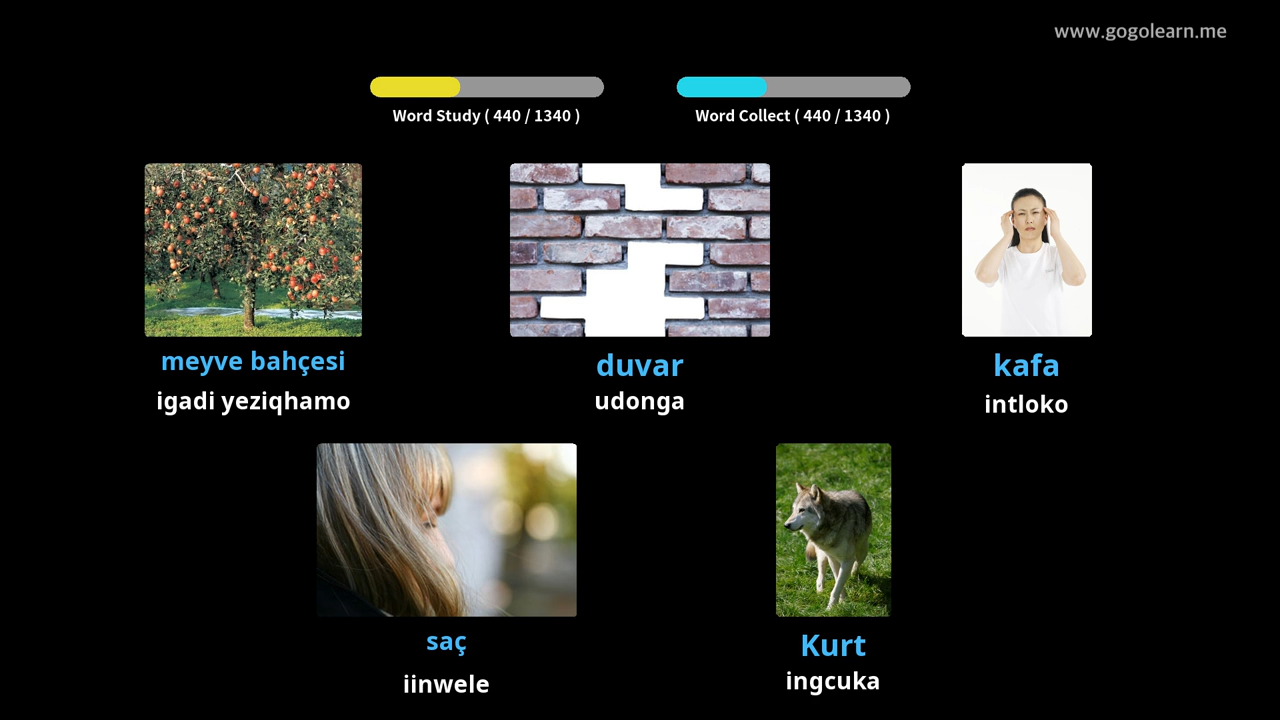 www.gogolearn.me
Word Study ( 440 / 1340 )
Word Collect ( 440 / 1340 )
meyve bahçesi
igadi yeziqhamo
duvar
udonga
kafa
intloko
saç
iinwele
Kurt
ingcuka